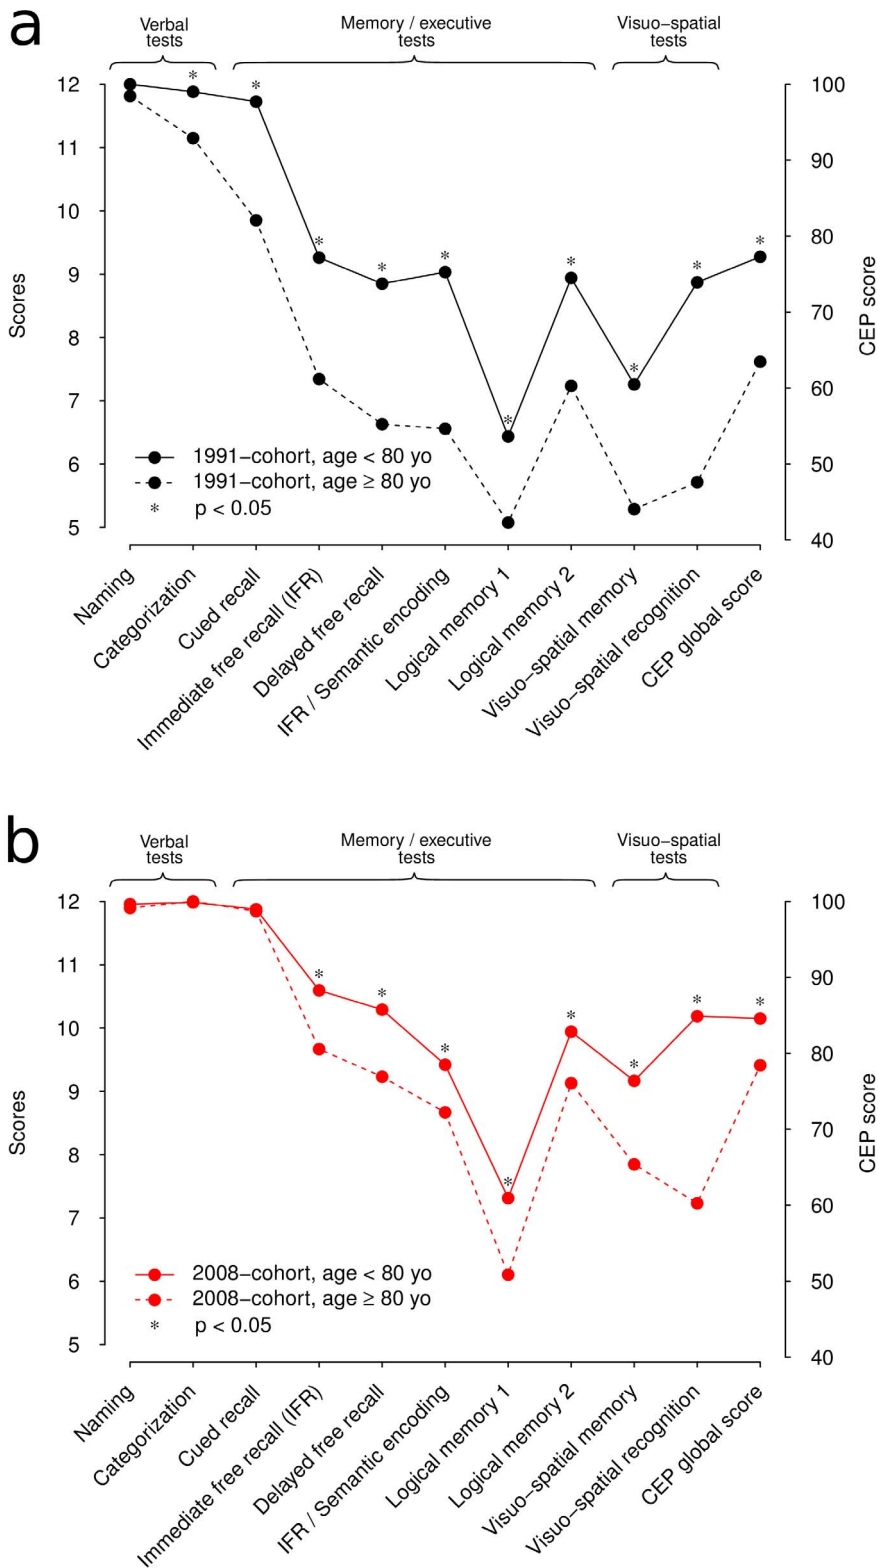 a
Verbal
tests
Memory / executive
tests
Visuo−spatial
tests
* * * * * * * * * *
12
11
10
9
8
7
6
5
Scores
100
90
80
70
60
50
40
CEP score
1991−cohort, age < 80 yo
1991−cohort, age ≥ 80 yo
* p < 0.05
Naming
Categorization
Cued recall
Immediate free recall (IFR)
Delayed free recall
IFR / Semantic encoding
Logical memory 1
Logical memory 2
Visuo−spatial memory
Visuo−spatial recognition
CEP global score
b
Verbal
tests
Memory / executive
tests
Visuo−spatial
tests
* * * * * * * *
12
11
10
9
8
7
6
5
Scores
100
90
80
70
60
50
40
CEP score
2008−cohort, age < 80 yo
2008−cohort, age ≥ 80 yo
* p < 0.05
Naming
Categorization
Cued recall
Immediate free recall (IFR)
Delayed free recall
IFR / Semantic encoding
Logical memory 1
Logical memory 2
Visuo−spatial memory
Visuo−spatial recognition
CEP global score